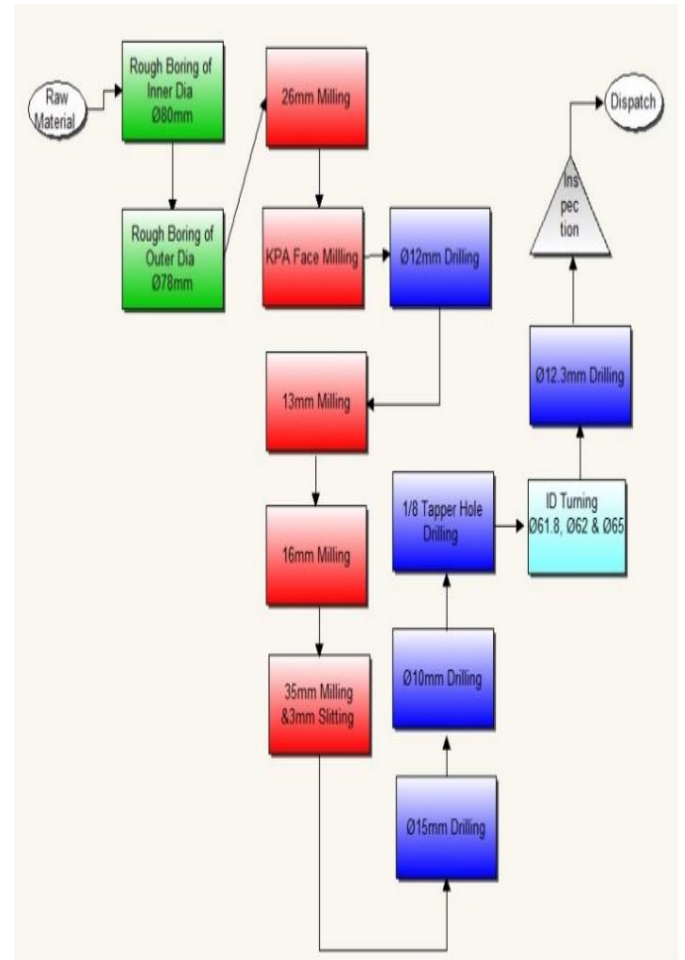 Raw
Material
Rough Boring of
Inner Dia
Ø80mm
Rough Boring of
Outer Dia
Ø78mm
26mm Milling
KPA Face Millling
Ø12mm Drilling
13mm Milling
16mm Milling
35mm Milling
&3mm Slitting
Ø15mm Drilling
Ø10mm Drilling
1/8 Tapper Hole
Drilling
ID Turning
Ø61.8, Ø62 & Ø65
Ø12.3mm Drilling
Ins
pec
tion
Dispatch